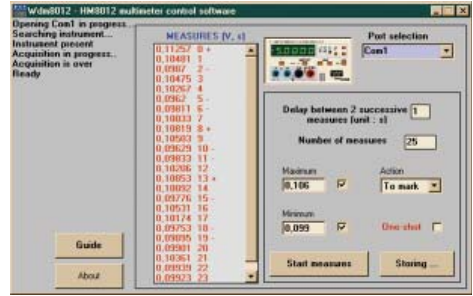 Wdm8012 - HM8012 multimeter control software
Opening Com1 in progress...
Searching instrument...
Instrument present
Acquisition in progress..
Acquisition is over
Ready
MEASURES (V, s)
0,11257 0 +
0,10481 1
0,0987 2 -
0,10475 3
0,10267 4
0,0962 5 -
0,09811 6 -
0,10033 7
0,10819 8 +
0,10503 9
0,09629 10 -
0,09833 11 -
0,10206 12
0,10853 13 +
0,10092 14
0,09776 15 -
0,10531 16
0,10174 17
0,09753 18 -
0,09895 19 -
0,09901 20
0,10361 21
0,09939 22
0,09923 23
Port selection
Com1
Delay between 2 successive measures (unit : s)
1
Number of measures
25
Maximum
0,106
Action
To mark
Minimum
0,099
One-shot
Start measures
Storing ...
Guide
About